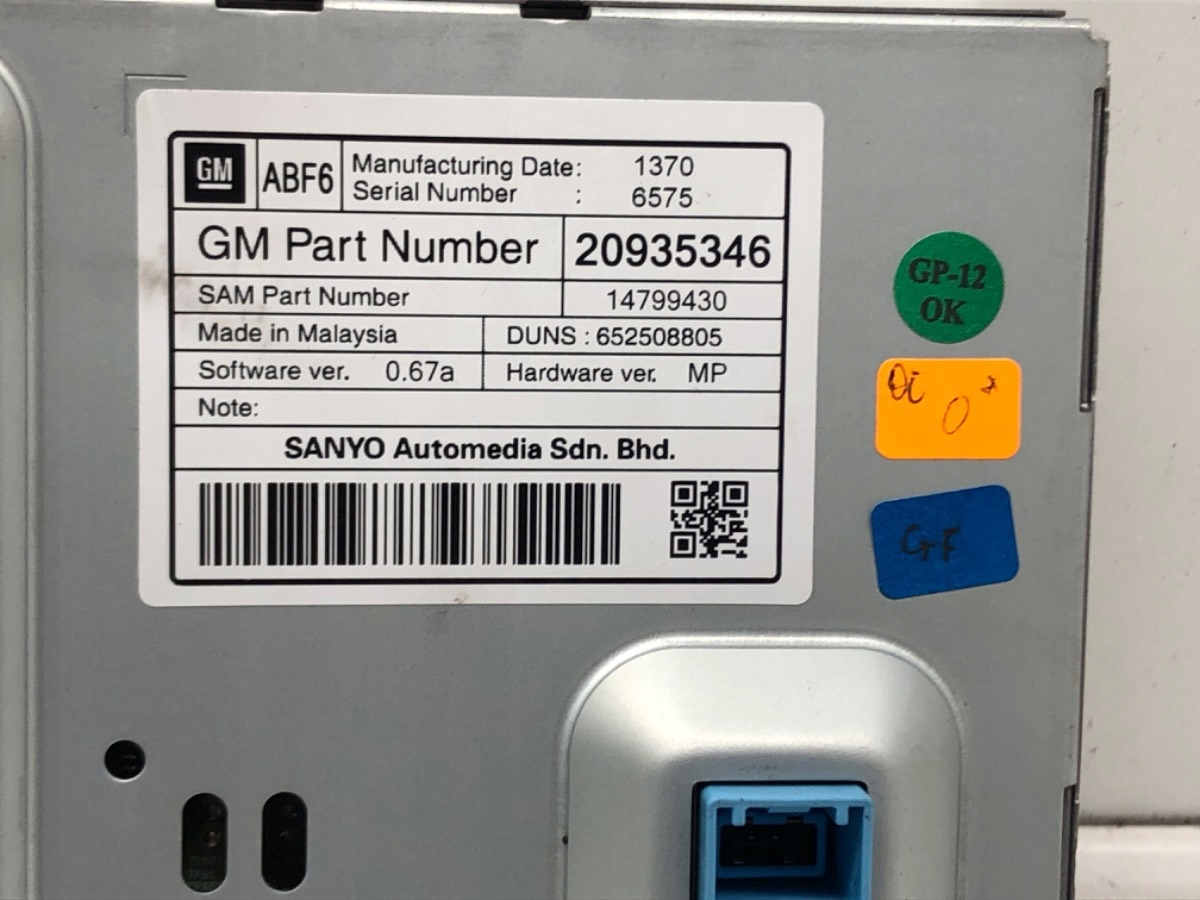 GM ABF6 Manufacturing Date: 1370
Serial Number : 6575
GM Part Number 20935346
SAM Part Number 14799430
Made in Malaysia DUNS : 652508805
Software ver. 0.67a Hardware ver. MP
Note:
SANYO Automedia Sdn. Bhd.
GP-12
OK
GF